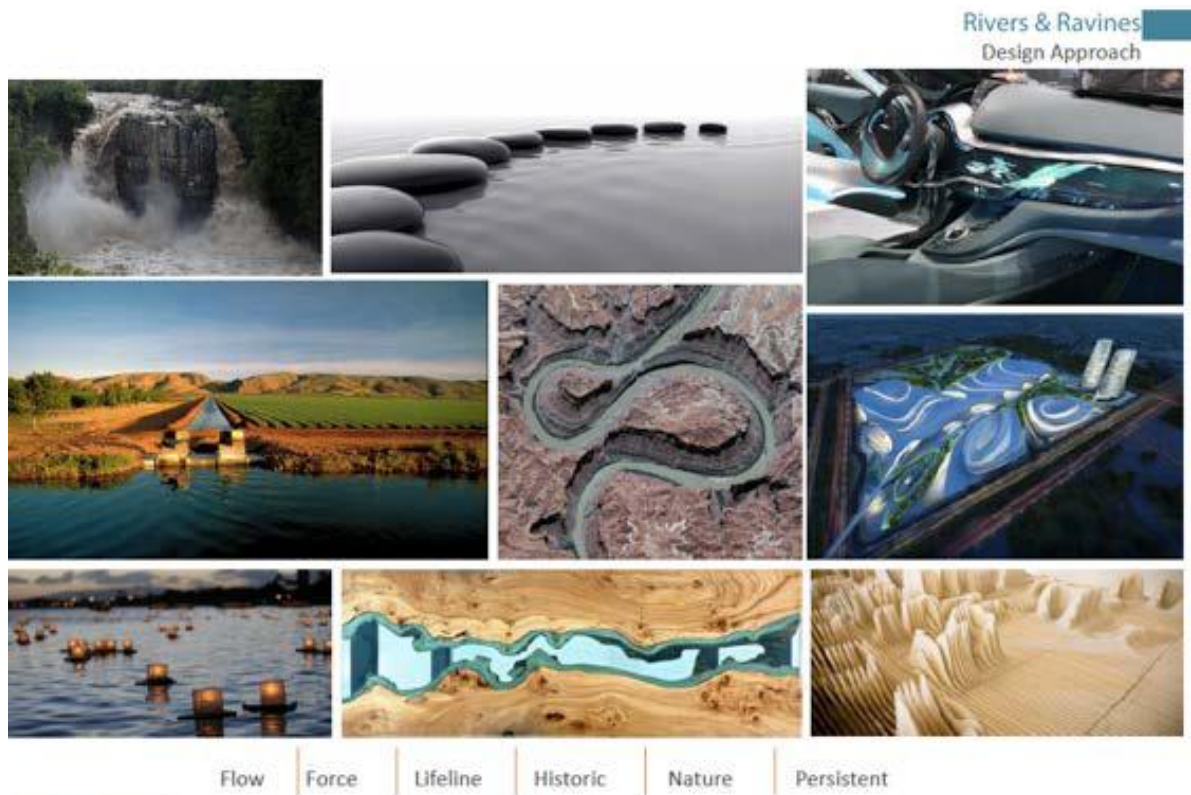 Rivers & Ravines
Design Approach
Flow Force Lifeline Historic Nature Persistent